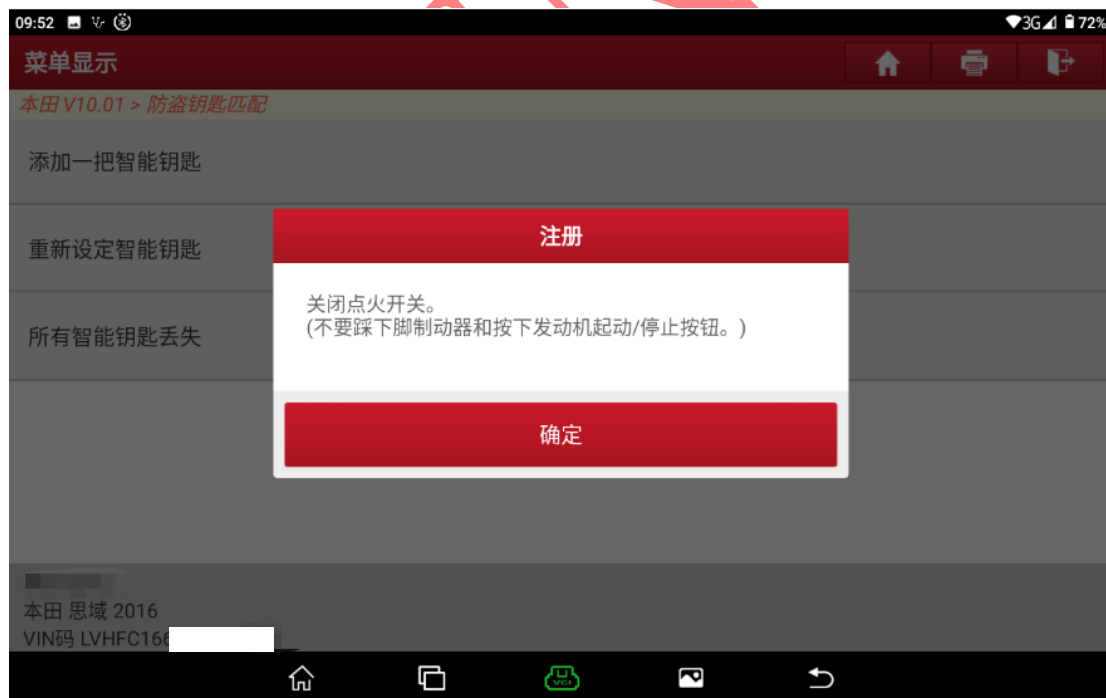 09:52
3G 72%
菜单显示
本田 V10.01 > 防盗钥匙匹配
添加一把智能钥匙
重新设定智能钥匙
所有智能钥匙丢失
注册
关闭点火开关。
(不要踩下脚制动器和按下发动机起动/停止按钮。)
确定
本田 思域 2016
VIN码 LVHFC166
VCI